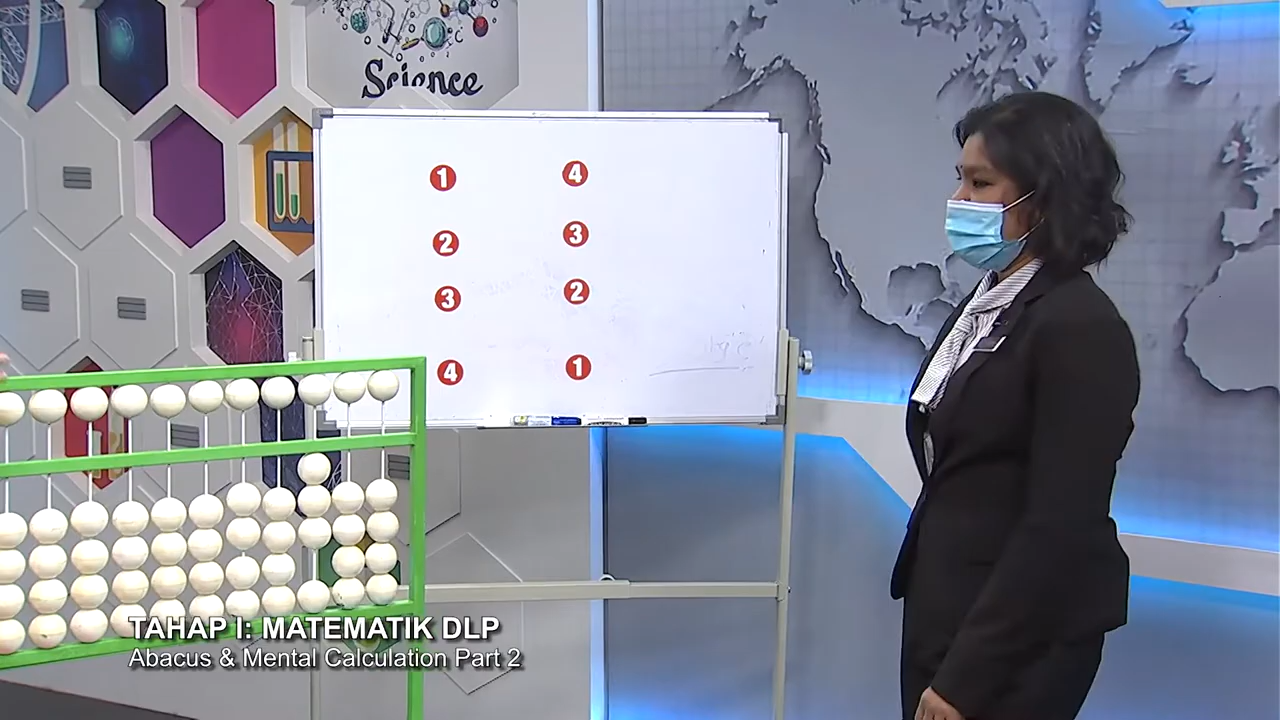 Science
1 4
2 3
3 2
4 1
TAHAP I: MATEMATIK DLP
Abacus & Mental Calculation Part 2